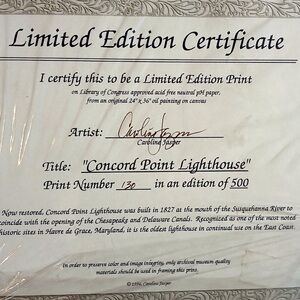 Limited Edition Certificate
I certify this to be a Limited Edition Print
on Library of Congress approved acid free neutral pH paper,
from an original 24"x 36" oil painting on canvas
Artist: Caroline Jasper
Caroline Jasper
Title: "Concord Point Lighthouse"
Print Number 130 in an edition of 500
Now restored, Concord Point Lighthouse was built in 1827 at the mouth of the Susquehanna River to
coincide with the opening of the Chesapeake and Delaware Canals. Recognized as one of the most noted
historic sites in Havre de Grace, Maryland, it is the oldest lighthouse in continual use on the East Coast.
In order to preserve color and image integrity, only archival museum quality
materials should be used in framing this print.
© 1994, Caroline Jasper